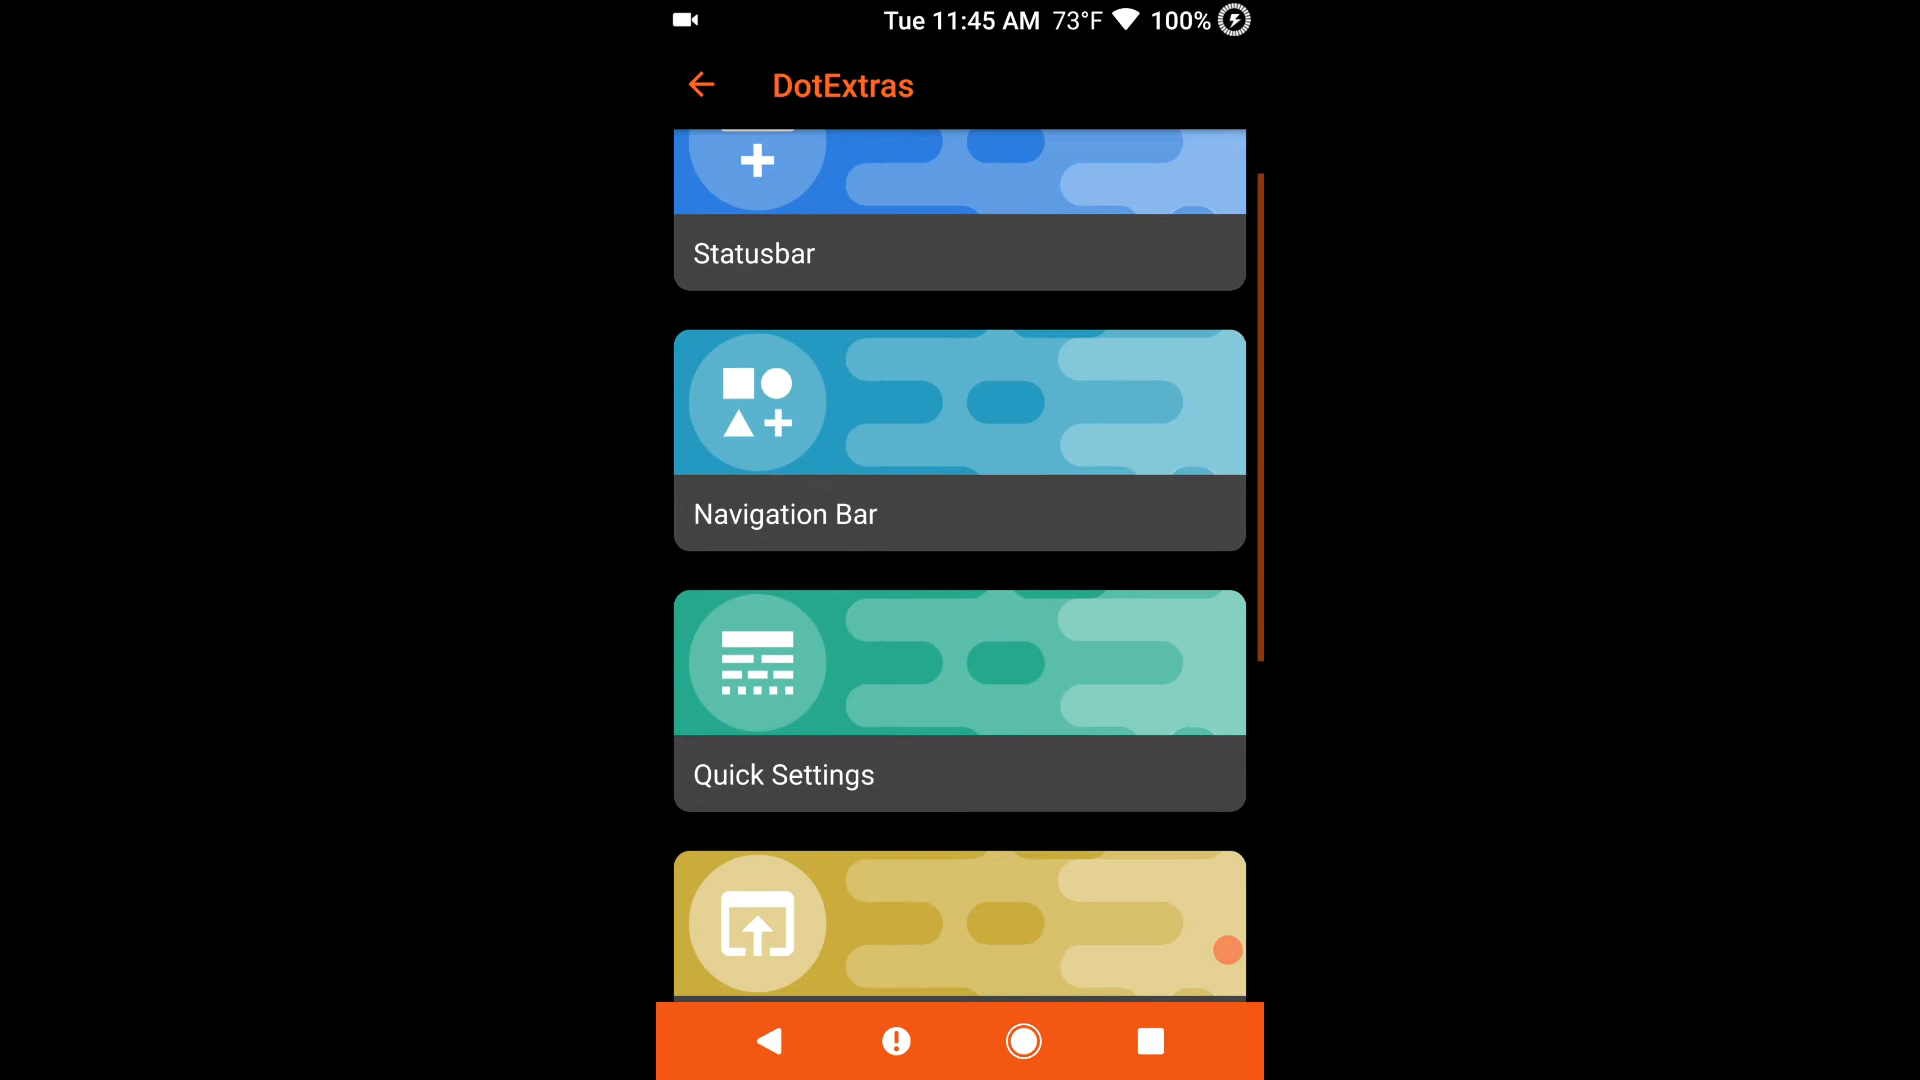 Tue 11:45 AM 73°F 100%
DotExtras
Statusbar
Navigation Bar
Quick Settings